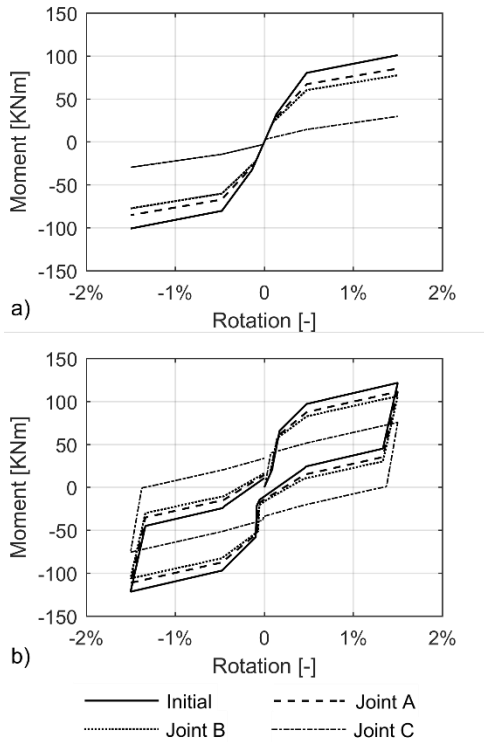 150
100
50
0
-50
-100
-150
Moment [KNm]
-2% -1% 0 1% 2%
a)
Rotation [-]
150
100
50
0
-50
-100
-150
Moment [KNm]
-2% -1% 0 1% 2%
b)
Rotation [-]
Initial Joint A
Joint B Joint C